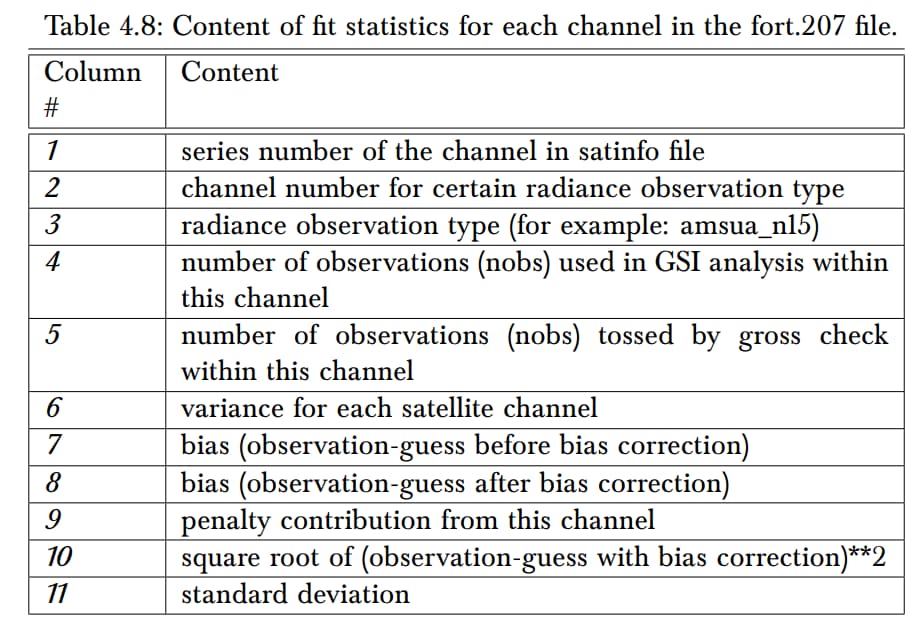 Table 4.8: Content of fit statistics for each channel in the fort.207 file.
Column Content
#
1 series number of the channel in satinfo file
2 channel number for certain radiance observation type
3 radiance observation type (for example: amsua_n15)
4 number of observations (nobs) used in GSI analysis within
this channel
5 number of observations (nobs) tossed by gross check
within this channel
6 variance for each satellite channel
7 bias (observation-guess before bias correction)
8 bias (observation-guess after bias correction)
9 penalty contribution from this channel
10 square root of (observation-guess with bias correction)**2
11 standard deviation